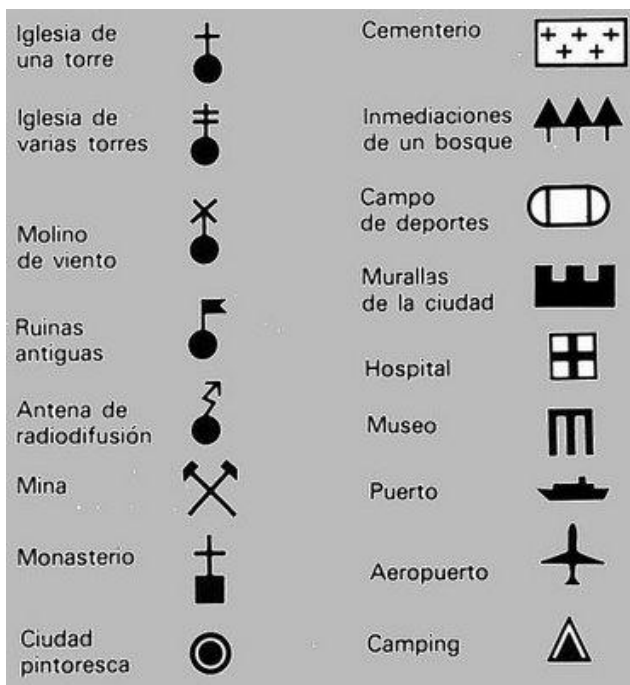 Iglesia de
una torre
Iglesia de
varias torres
Molino
de viento
Ruinas
antiguas
Antena de
radiodifusión
Mina
Monasterio
Ciudad
pintoresca
Cementerio
Inmediaciones
de un bosque
Campo
de deportes
Murallas
de la ciudad
Hospital
Museo
Puerto
Aeropuerto
Camping